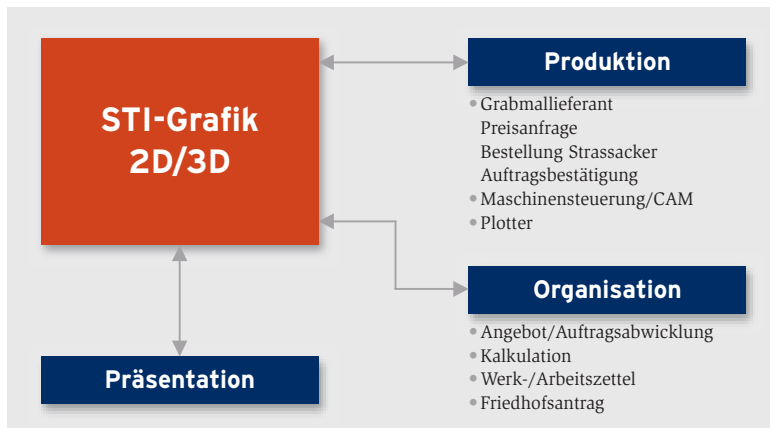 STI-Grafik
2D/3D
Produktion
• Grabmallieferant
Preisanfrage
Bestellung Strassacker
Auftragsbestätigung
• Maschinensteuerung/CAM
• Plotter
Organisation
• Angebot/Auftragsabwicklung
• Kalkulation
• Werk-/Arbeitszettel
• Friedhofsantrag
Präsentation